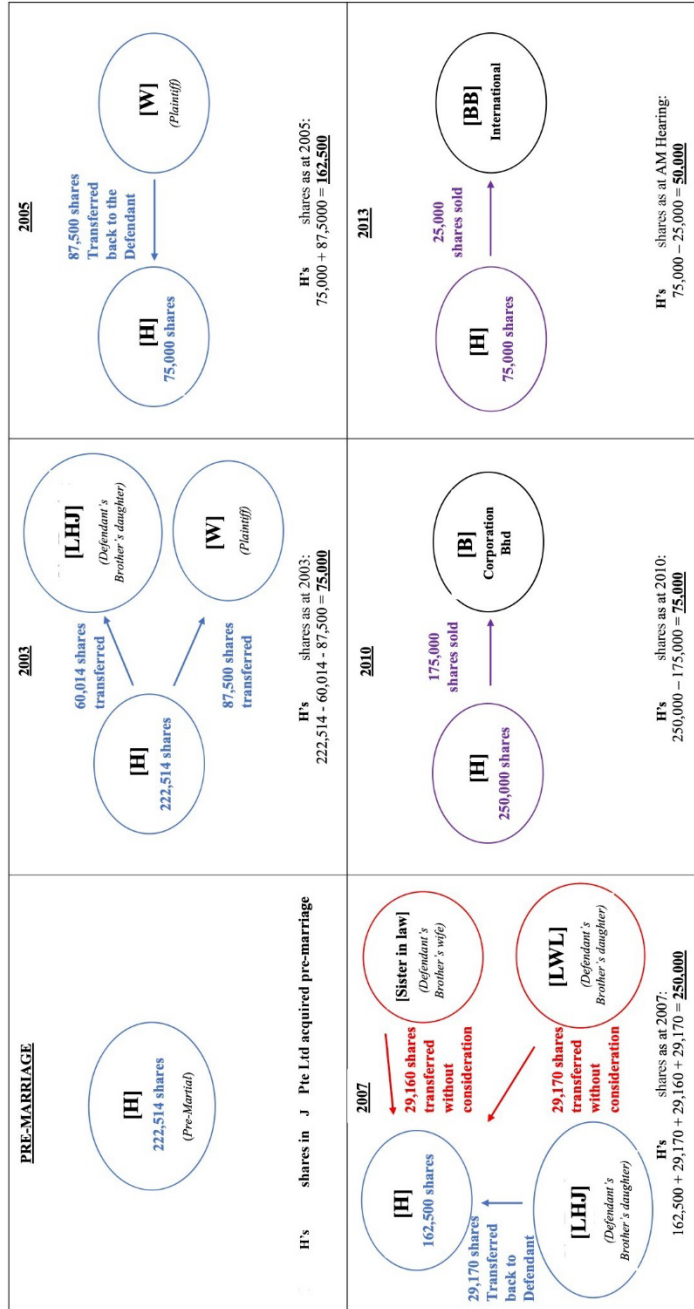 PRE-MARRIAGE
[H]
222,514 shares
(Pre-Martial)
H's shares in J Pte Ltd acquired pre-marriage
2003
[H]
222,514 shares
60,014 shares
transferred
87,500 shares
transferred
[LHJ]
(Defendant's
Brother's daughter)
[W]
(Plaintiff)
H's shares as at 2003:
222,514 - 60,014 - 87,500 = 75,000
2005
[H]
75,000 shares
87,500 shares
Transferred
back to the
Defendant
[W]
(Plaintiff)
H's shares as at 2005:
75,000 + 87,5000 = 162,500
2007
[H]
162,500 shares
29,160 shares
transferred
without
consideration
[Sister in law]
(Defendant's
Brother's wife)
29,170 shares
Transferred
back to
Defendant
[LHJ]
(Defendant's
Brother's daughter)
29,170 shares
transferred
without
consideration
[LWL]
(Defendant's
Brother's daughter)
H's shares as at 2007:
162,500 + 29,170 + 29,160 + 29,170 = 250,000
2010
[H]
250,000 shares
175,000
shares sold
[B]
Corporation
Bhd
H's shares as at 2010:
250,000 – 175,000 = 75,000
2013
[H]
75,000 shares
25,000
shares sold
[BB]
International
H's shares as at AM Hearing:
75,000 – 25,000 = 50,000